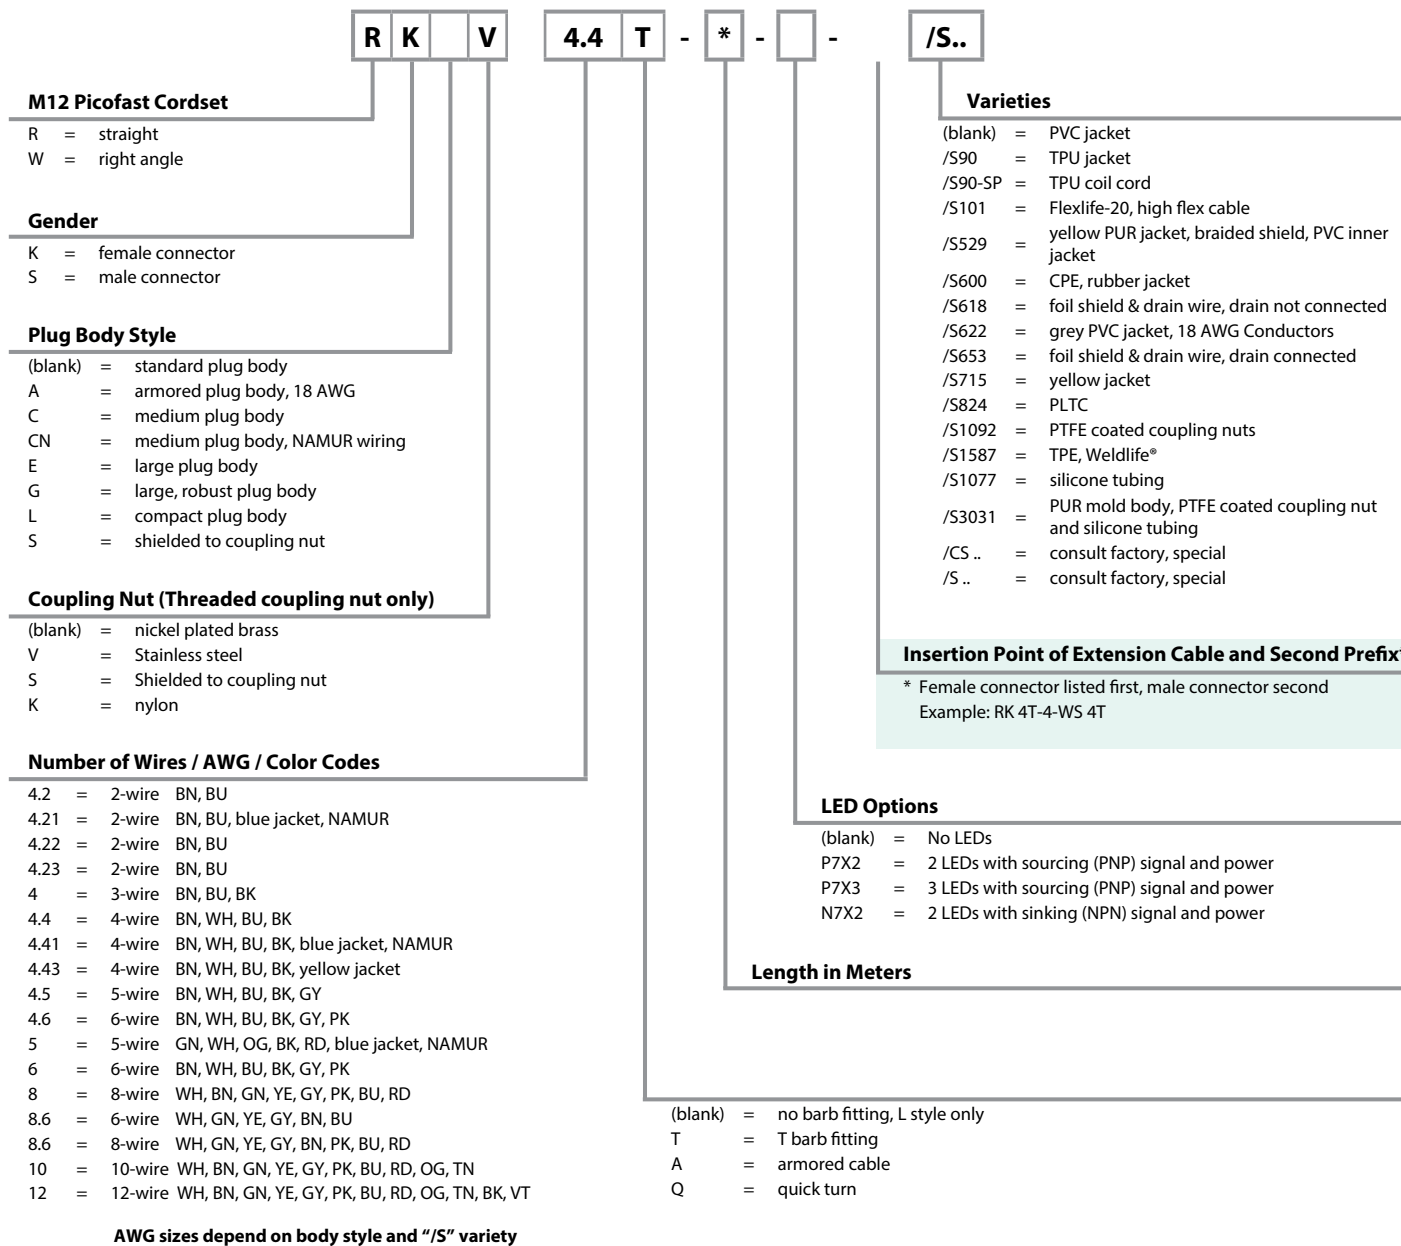 R K V 4.4 T - * - - /S..
M12 Picofast Cordset
R = straight
W = right angle
Gender
K = female connector
S = male connector
Plug Body Style
(blank) = standard plug body
A = armored plug body, 18 AWG
C = medium plug body
CN = medium plug body, NAMUR wiring
E = large plug body
G = large, robust plug body
L = compact plug body
S = shielded to coupling nut
Coupling Nut (Threaded coupling nut only)
(blank) = nickel plated brass
V = Stainless steel
S = Shielded to coupling nut
K = nylon
Number of Wires / AWG / Color Codes
4.2 = 2-wire BN, BU
4.21 = 2-wire BN, BU, blue jacket, NAMUR
4.22 = 2-wire BN, BU
4.23 = 2-wire BN, BU
4 = 3-wire BN, BU, BK
4.4 = 4-wire BN, WH, BU, BK
4.41 = 4-wire BN, WH, BU, BK, blue jacket, NAMUR
4.43 = 4-wire BN, WH, BU, BK, yellow jacket
4.5 = 5-wire BN, WH, BU, BK, GY
4.6 = 6-wire BN, WH, BU, BK, GY, PK
5 = 5-wire GN, WH, OG, BK, RD, blue jacket, NAMUR
6 = 6-wire BN, WH, BU, BK, GY, PK
8 = 8-wire WH, BN, GN, YE, GY, PK, BU, RD
8.6 = 6-wire WH, GN, YE, GY, BN, BU
8.6 = 8-wire WH, GN, YE, GY, BN, PK, BU, RD
10 = 10-wire WH, BN, GN, YE, GY, PK, BU, RD, OG, TN
12 = 12-wire WH, BN, GN, YE, GY, PK, BU, RD, OG, TN, BK, VT
AWG sizes depend on body style and “/S” variety
Varieties
(blank) = PVC jacket
/S90 = TPU jacket
/S90-SP = TPU coil cord
/S101 = Flexlife-20, high flex cable
/S529 = yellow PUR jacket, braided shield, PVC inner
jacket
/S600 = CPE, rubber jacket
/S618 = foil shield & drain wire, drain not connected
/S622 = grey PVC jacket, 18 AWG Conductors
/S653 = foil shield & drain wire, drain connected
/S715 = yellow jacket
/S824 = PLTC
/S1092 = PTFE coated coupling nuts
/S1587 = TPE, Weldlife®
/S1077 = silicone tubing
/S3031 = PUR mold body, PTFE coated coupling nut
and silicone tubing
/CS .. = consult factory, special
/S .. = consult factory, special
Insertion Point of Extension Cable and Second Prefix*
* Female connector listed first, male connector second
Example: RK 4T-4-WS 4T
LED Options
(blank) = No LEDs
P7X2 = 2 LEDs with sourcing (PNP) signal and power
P7X3 = 3 LEDs with sourcing (PNP) signal and power
N7X2 = 2 LEDs with sinking (NPN) signal and power
Length in Meters
(blank) = no barb fitting, L style only
T = T barb fitting
A = armored cable
Q = quick turn